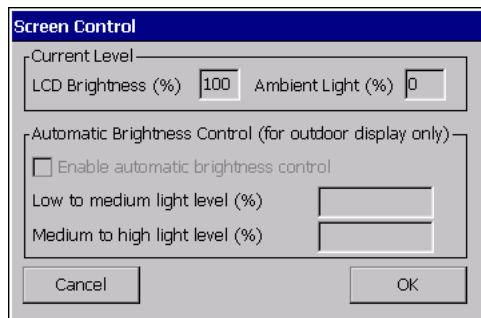 Screen Control
Current Level
LCD Brightness (%) 100 Ambient Light (%) 0
Automatic Brightness Control (for outdoor display only)
Enable automatic brightness control
Low to medium light level (%)
Medium to high light level (%)
Cancel OK